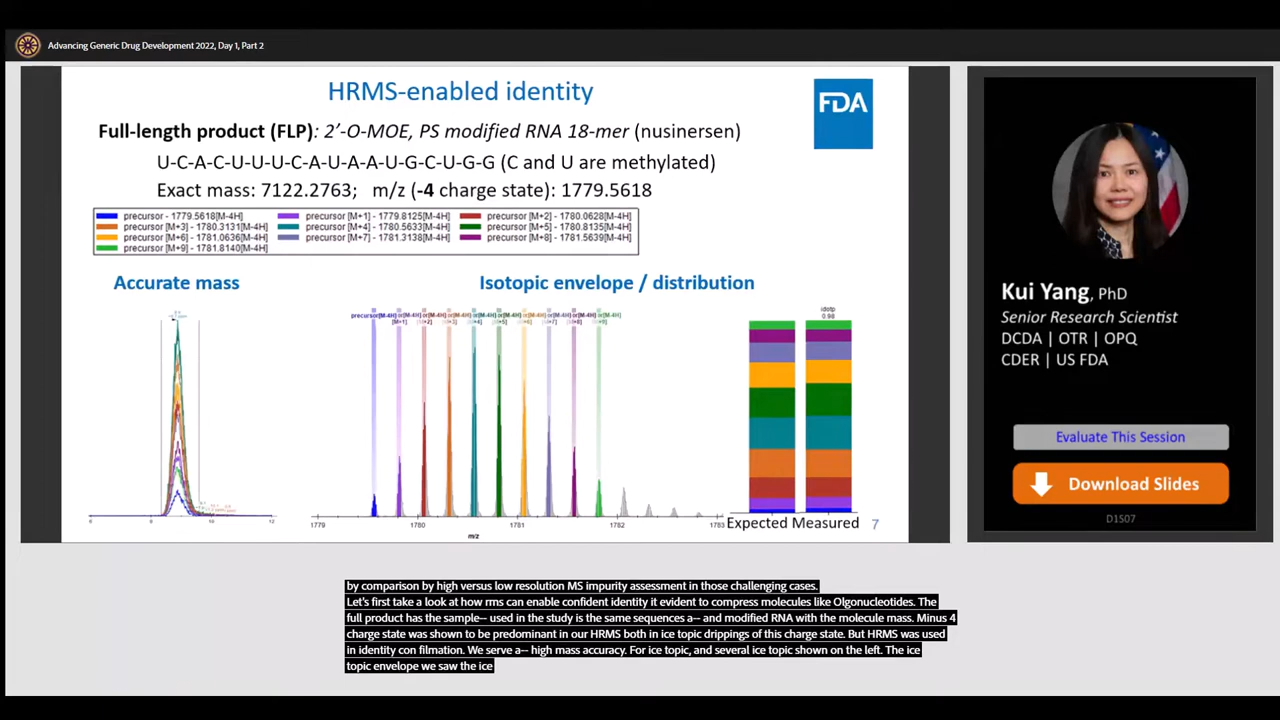 Advancing Generic Drug Development 2022, Day 1, Part 2
HRMS-enabled identity
FDA
Full-length product (FLP): 2’-O-MOE, PS modified RNA 18-mer (nusinersen)
U-C-A-C-U-U-U-C-A-U-A-A-U-G-C-U-G-G (C and U are methylated)
Exact mass: 7122.2763; m/z (-4 charge state): 1779.5618
precursor - 1779.5618[M-4H] precursor [M+1] - 1779.8125[M-4H] precursor [M+2] - 1780.0628[M-4H]
precursor [M+3] - 1780.3131[M-4H] precursor [M+4] - 1780.5633[M-4H] precursor [M+5] - 1780.8135[M-4H]
precursor [M+6] - 1781.0636[M-4H] precursor [M+7] - 1781.3138[M-4H] precursor [M+8] - 1781.5639[M-4H]
precursor [M+9] - 1781.8140[M-4H]
Accurate mass
Isotopic envelope / distribution
idotp
0.98
1779 1780 1781 1782 1783
m/z
Expected Measured
7
Kui Yang, PhD
Senior Research Scientist
DCDA | OTR | OPQ
CDER | US FDA
Evaluate This Session
Download Slides
D1S07
by comparison by high versus low resolution MS impurity assessment in those challenging cases.
Let's first take a look at how rms can enable confident identity it evident to compress molecules like Olgonucleotides. The
full product has the sample-- used in the study is the same sequences a-- and modified RNA with the molecule mass. Minus 4
charge state was shown to be predominant in our HRMS both in ice topic drippings of this charge state. But HRMS was used
in identity con filmation. We serve a-- high mass accuracy. For ice topic, and several ice topic shown on the left. The ice
topic envelope we saw the ice